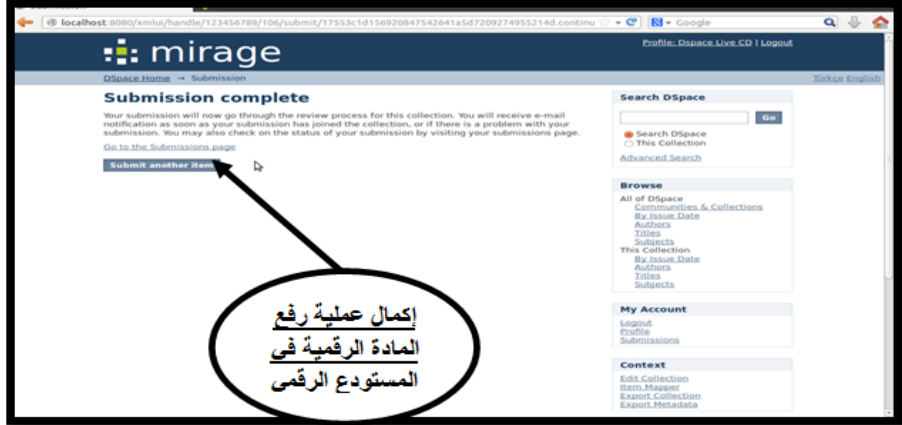 localhost:8080/xmlui/handle/123456789/106/submit/17553c1d156920847542641a5d7209274955214d.continu
Google
mirage
Profile: Dspace Live CD | Logout
DSpace Home → Submission
Türkçe English
Submission complete
Your submission will now go through the review process for this collection. You will receive e-mail
notification as soon as your submission has joined the collection, or if there is a problem with your
submission. You may also check on the status of your submission by visiting your submissions page.
Go to the Submissions page
Submit another item
إكمال عملية رفع
المادة الرقمية في
المستودع الرقمي
Search DSpace
Go
Search DSpace
This Collection
Advanced Search
Browse
All of DSpace
Communities & Collections
By Issue Date
Authors
Titles
Subjects
This Collection
By Issue Date
Authors
Titles
Subjects
My Account
Logout
Profile
Submissions
Context
Edit Collection
Item Mapper
Export Collection
Export Metadata